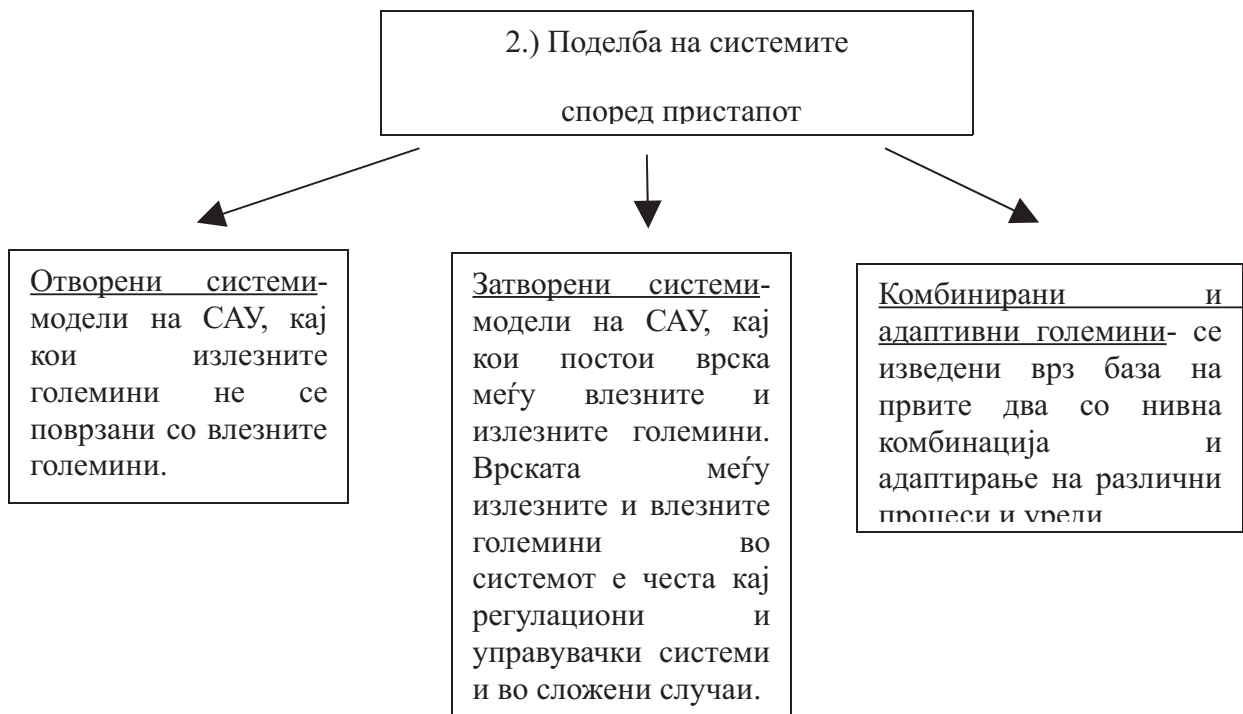 2.) Поделба на системите
според пристапот
Отворени системи-
модели на САУ, кај
кои излезните
големини не се
поврзани со влезните
големини.
Затворени системи-
модели на САУ, кај
кои постои врска
меѓу влезните и
излезните големини.
Врската меѓу
излезните и влезните
големини во
системот е честа кај
регулациони и
управувачки системи
и во сложени случаи.
Комбинирани и
адаптивни големини- се
изведени врз база на
првите два со нивна
комбинација и
адаптирање на различни
процеси и уреди